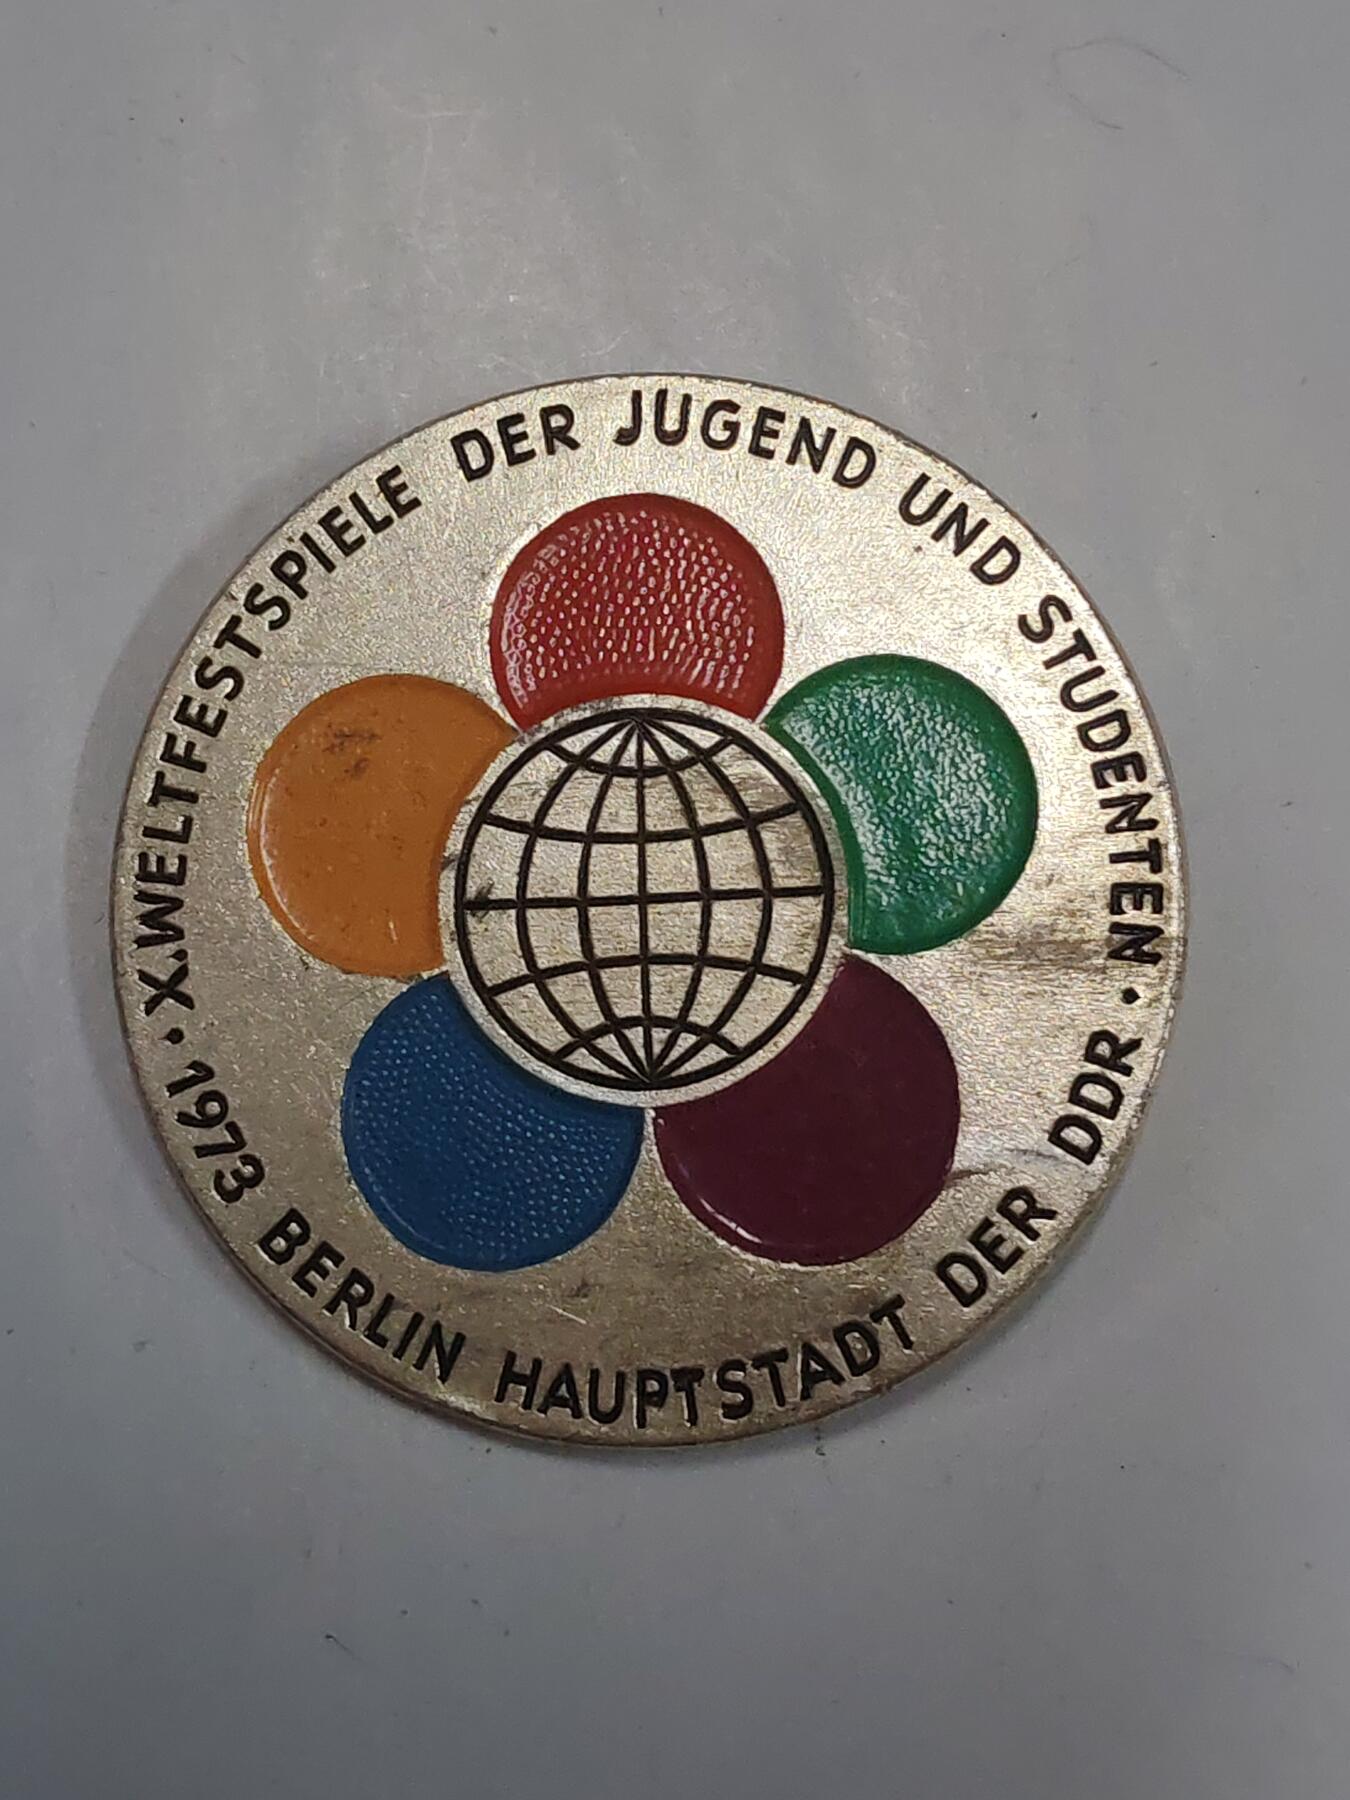 X.WELTFESTSPIELE DER JUGEND UND STUDENTEN ·
1973 BERLIN HAUPTSTADT DER DDR ·